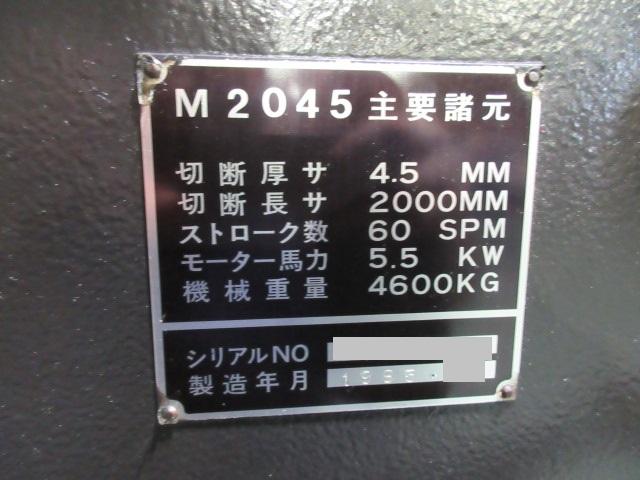 M2045 主要諸元
切断厚サ 4.5 MM
切断長サ 2000MM
ストローク数 60 SPM
モーター馬力 5.5 KW
機械重量 4600KG
シリアルNO
製造年月 1995.